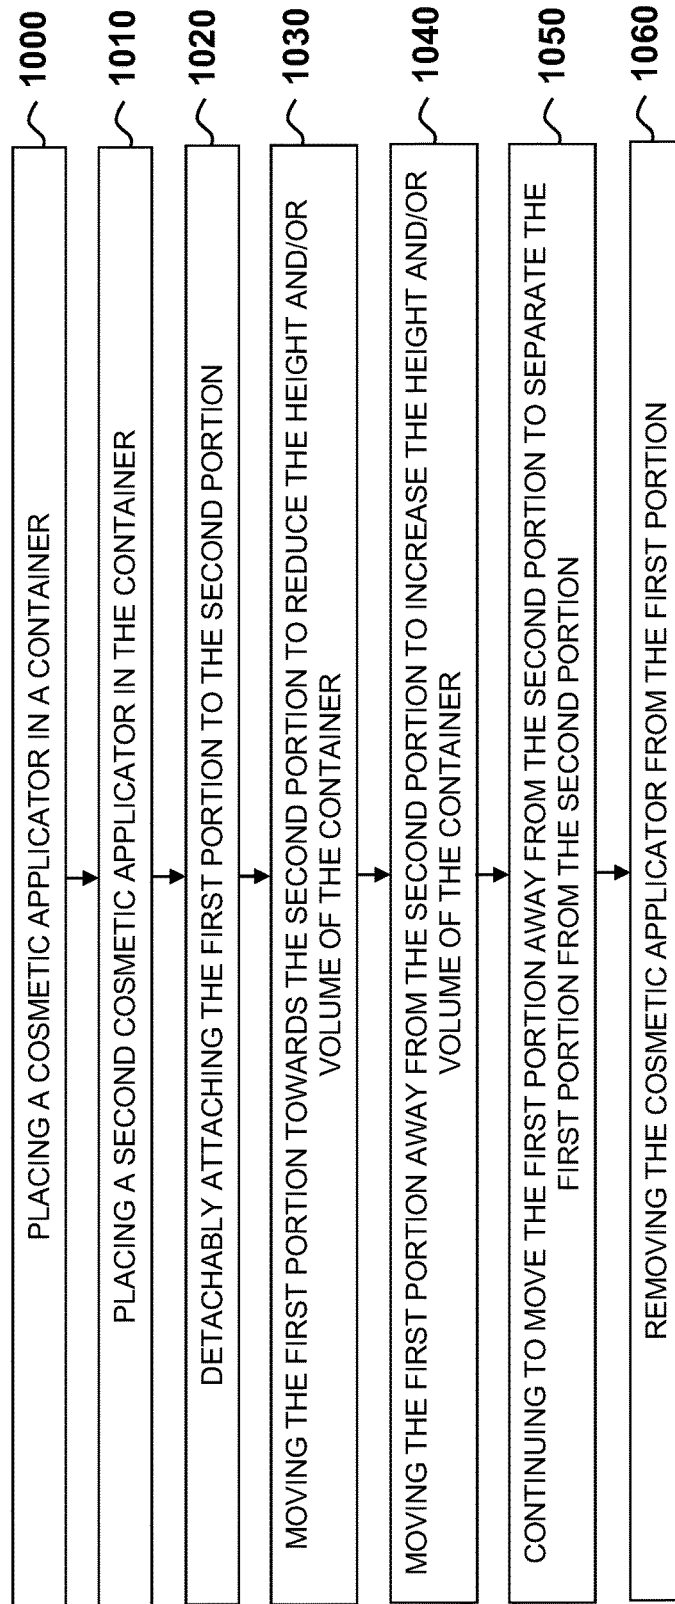 PLACING A COSMETIC APPLICATOR IN A CONTAINER
1000
PLACING A SECOND COSMETIC APPLICATOR IN THE CONTAINER
1010
DETACHABLY ATTACHING THE FIRST PORTION TO THE SECOND PORTION
1020
MOVING THE FIRST PORTION TOWARDS THE SECOND PORTION TO REDUCE THE HEIGHT AND/OR
VOLUME OF THE CONTAINER
1030
MOVING THE FIRST PORTION AWAY FROM THE SECOND PORTION TO INCREASE THE HEIGHT AND/OR
VOLUME OF THE CONTAINER
1040
CONTINUING TO MOVE THE FIRST PORTION AWAY FROM THE SECOND PORTION TO SEPARATE THE
FIRST PORTION FROM THE SECOND PORTION
1050
REMOVING THE COSMETIC APPLICATOR FROM THE FIRST PORTION
1060